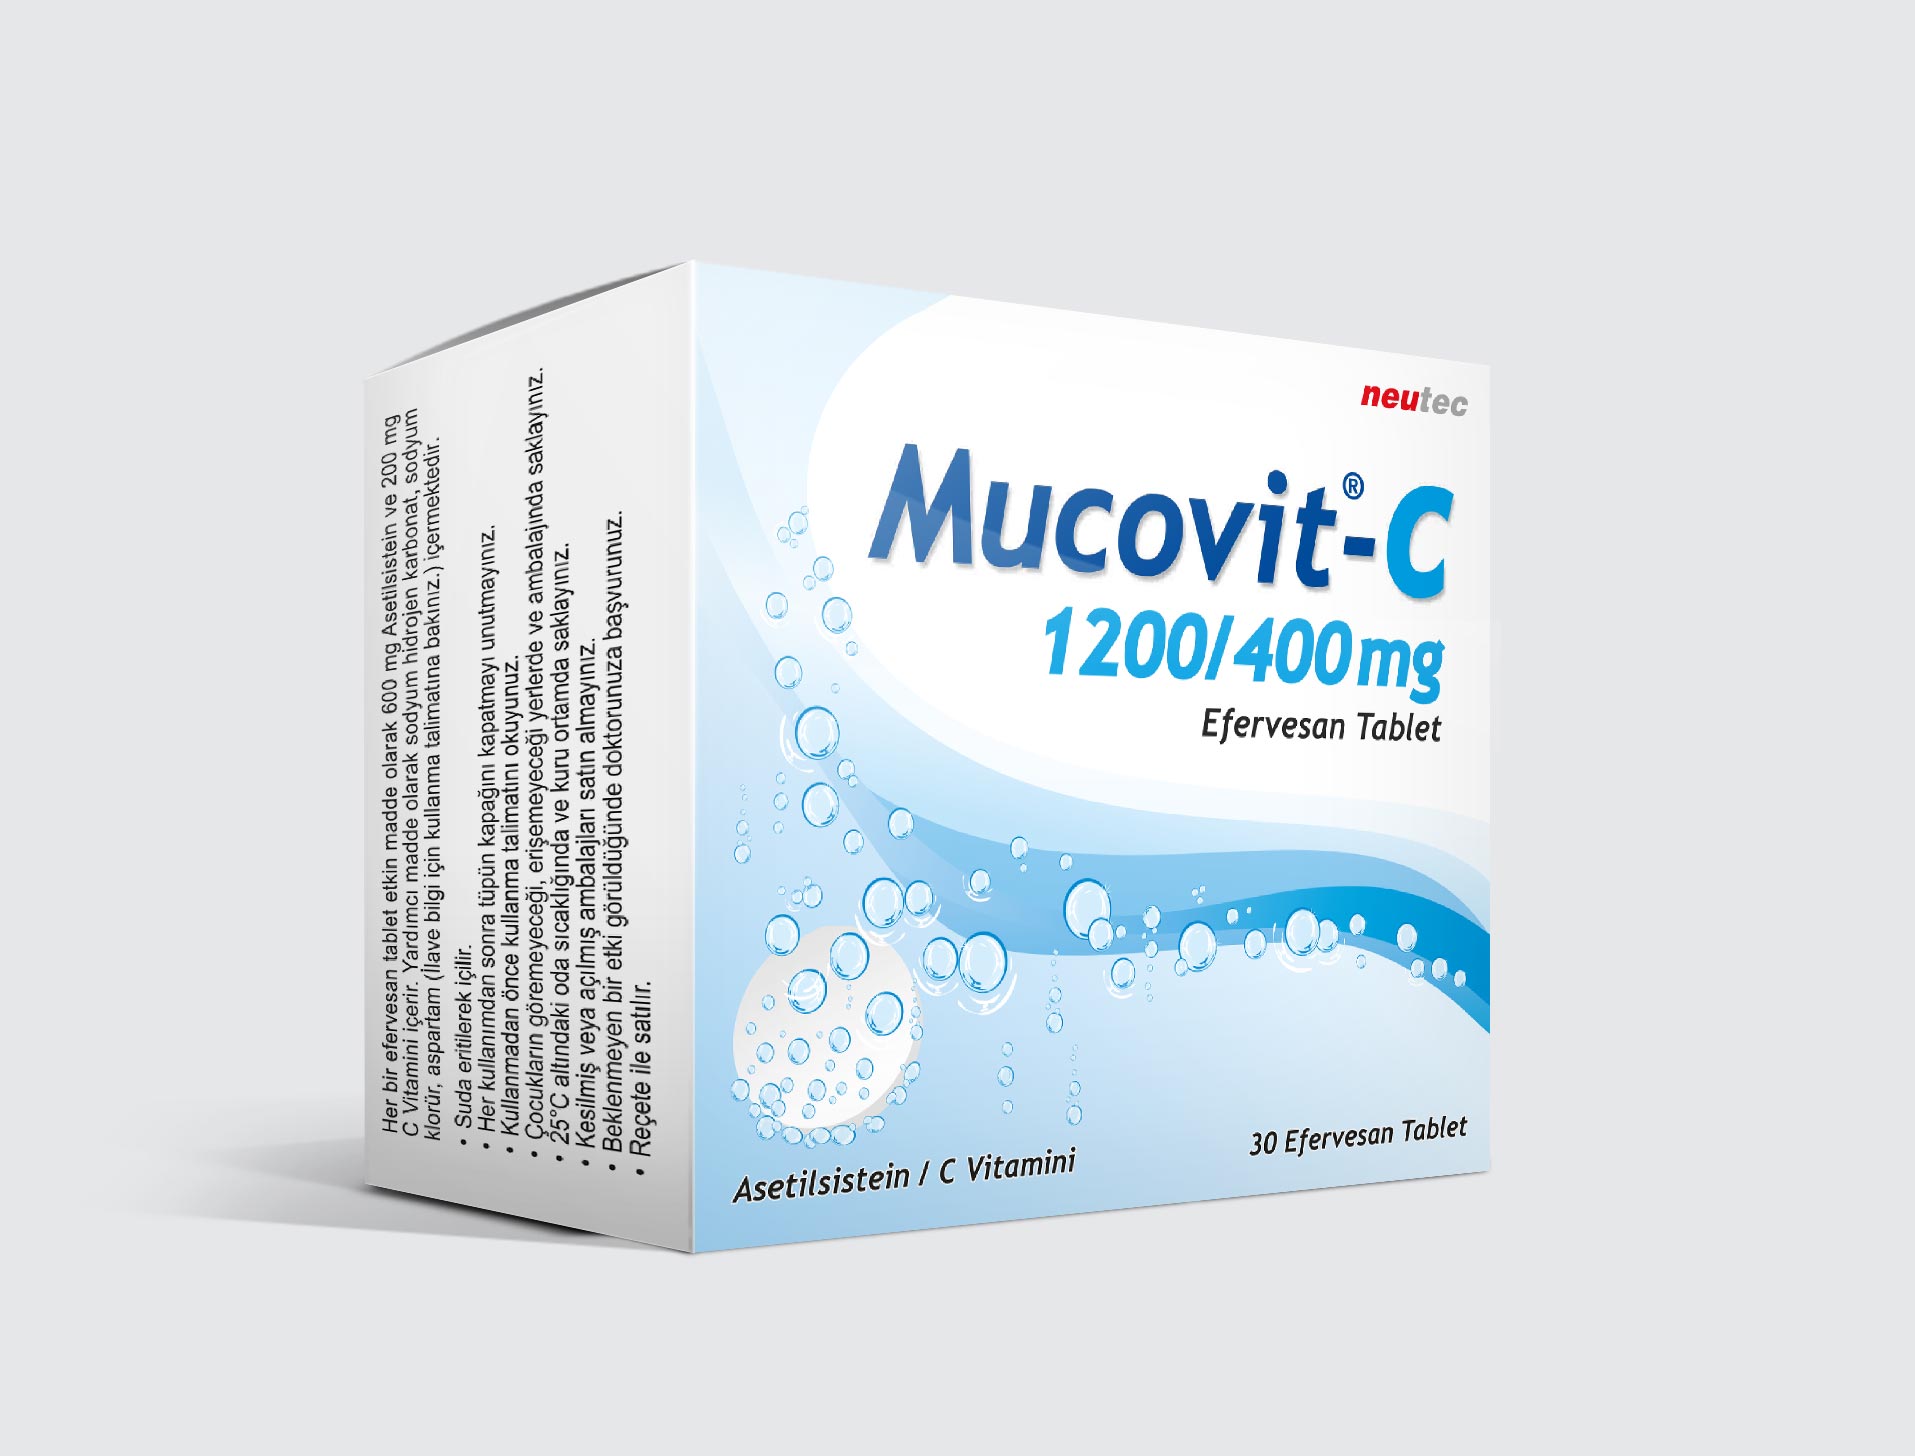 neutec
Mucovit®-C
1200/400 mg
Efervesan Tablet
Asetilsistein / C Vitamini
30 Efervesan Tablet
Her bir efervesan tablet etkin madde olarak 600 mg Asetilsistein ve 200 mg
C Vitamini içerir. Yardımcı madde olarak sodyum hidrojen karbonat, sodyum
klorür, aspartam (İlave bilgi için kullanma talimatına bakınız.) içermektedir.
• Suda eritilerek içilir.
• Her kullanımdan sonra tüpün kapağını kapatmayı unutmayınız.
• Kullanmadan önce kullanma talimatını okuyunuz.
• Çocukların göremeyeceği, erişemeyeceği yerlerde ve ambalajında saklayınız.
• 25°C altındaki oda sıcaklığında ve kuru ortamda saklayınız.
• Kesilmiş veya açılmış ambalajları satın almayınız.
• Beklenmeyen bir etki görüldüğünde doktorunuza başvurunuz.
• Reçete ile satılır.